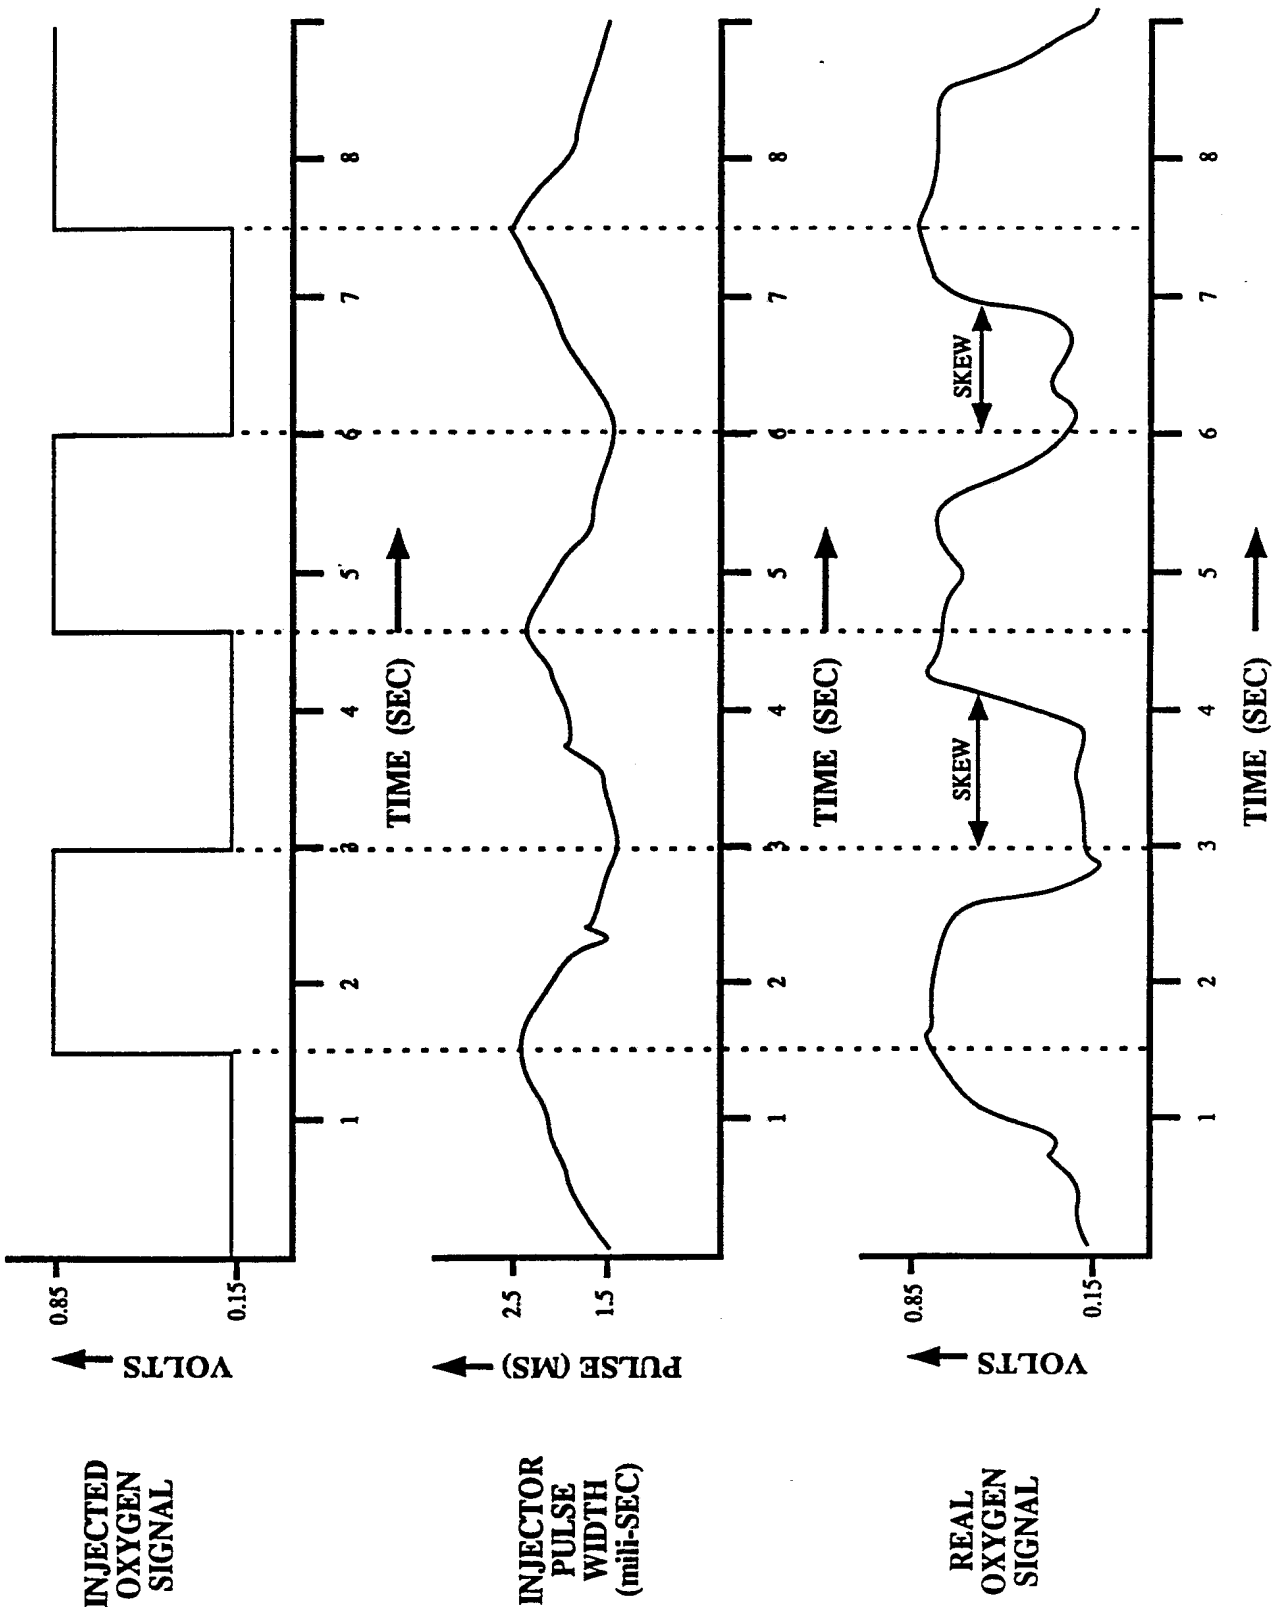 INJECTED
OXYGEN
SIGNAL
VOLTS
0.85
0.15
1
2
3
4
5
6
7
8
TIME (SEC)
INJECTOR
PULSE
WIDTH
(mili-SEC)
PULSE (MS)
2.5
1.5
1
2
3
4
5
6
7
8
TIME (SEC)
REAL
OXYGEN
SIGNAL
VOLTS
0.85
0.15
SKEW
SKEW
1
2
3
4
5
6
7
8
TIME (SEC)